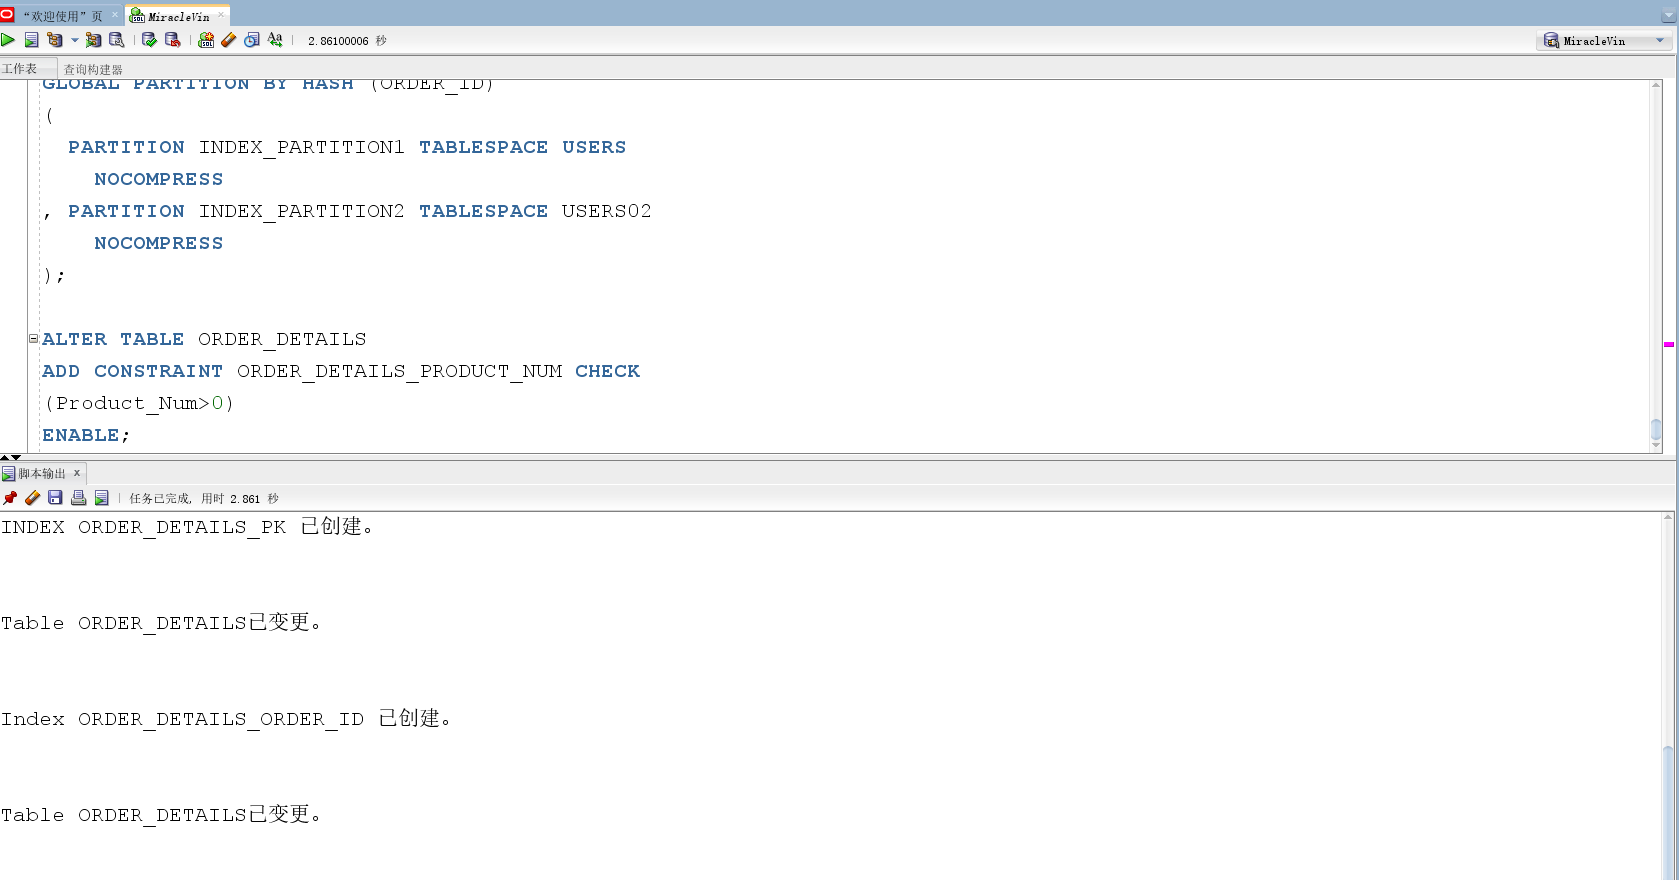 “欢迎使用”页
MiracleVin
2.86100006 秒
MiracleVin
工作表
查询构建器
GLOBAL PARTITION BY HASH (ORDER_ID)
(
PARTITION INDEX_PARTITION1 TABLESPACE USERS
NOCOMPRESS
, PARTITION INDEX_PARTITION2 TABLESPACE USERS02
NOCOMPRESS
);
ALTER TABLE ORDER_DETAILS
ADD CONSTRAINT ORDER_DETAILS_PRODUCT_NUM CHECK
(Product_Num>0)
ENABLE;
脚本输出
任务已完成, 用时 2.861 秒
INDEX ORDER_DETAILS_PK 已创建。
Table ORDER_DETAILS已变更。
Index ORDER_DETAILS_ORDER_ID 已创建。
Table ORDER_DETAILS已变更。